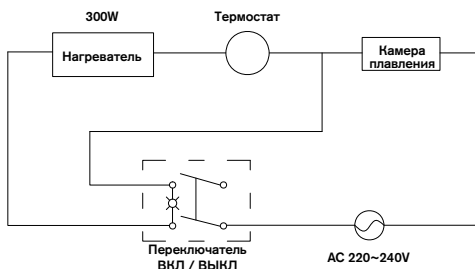 300W
Термостат
Нагреватель
Камера
плавления
Переключатель
ВКЛ / ВЫКЛ
AC 220~240V